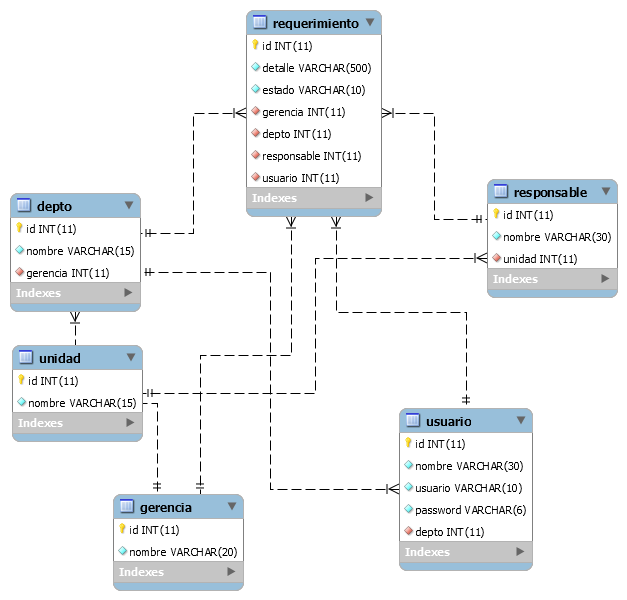 requerimiento
id INT(11)
detalle VARCHAR(500)
estado VARCHAR(10)
gerencia INT(11)
depto INT(11)
responsable INT(11)
usuario INT(11)
Indexes
depto
id INT(11)
nombre VARCHAR(15)
gerencia INT(11)
Indexes
responsable
id INT(11)
nombre VARCHAR(30)
unidad INT(11)
Indexes
unidad
id INT(11)
nombre VARCHAR(15)
Indexes
usuario
id INT(11)
nombre VARCHAR(30)
usuario VARCHAR(10)
password VARCHAR(6)
depto INT(11)
Indexes
gerencia
id INT(11)
nombre VARCHAR(20)
Indexes